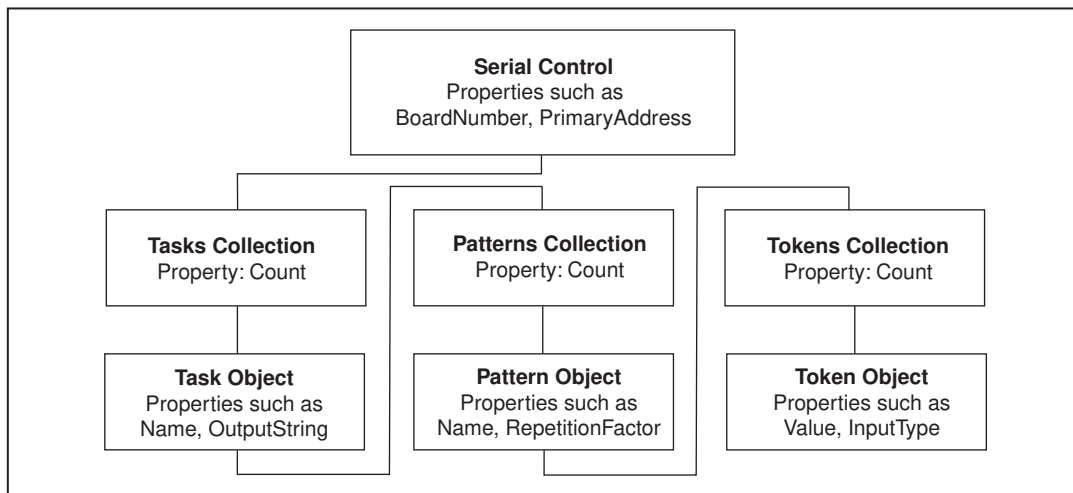 Serial Control
Properties such as
BoardNumber, PrimaryAddress
Tasks Collection
Property: Count
Patterns Collection
Property: Count
Tokens Collection
Property: Count
Task Object
Properties such as
Name, OutputString
Pattern Object
Properties such as
Name, RepetitionFactor
Token Object
Properties such as
Value, InputType